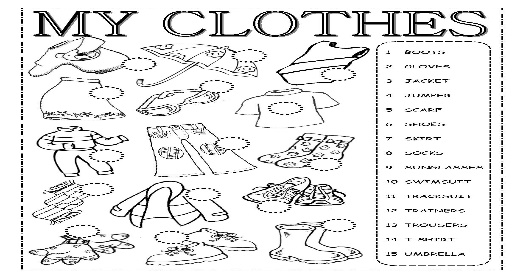 MY CLOTHES
1 BOOTS
2 GLOVES
3 JACKET
4 JUMPER
5 SCARF
6 SHOES
7 SKIRT
8 SOCKS
9 SUNGLASSES
10 SWIMSUIT
11 TRACKSUIT
12 TRAINERS
13 TROUSERS
14 T-SHIRT
15 UMBRELLA